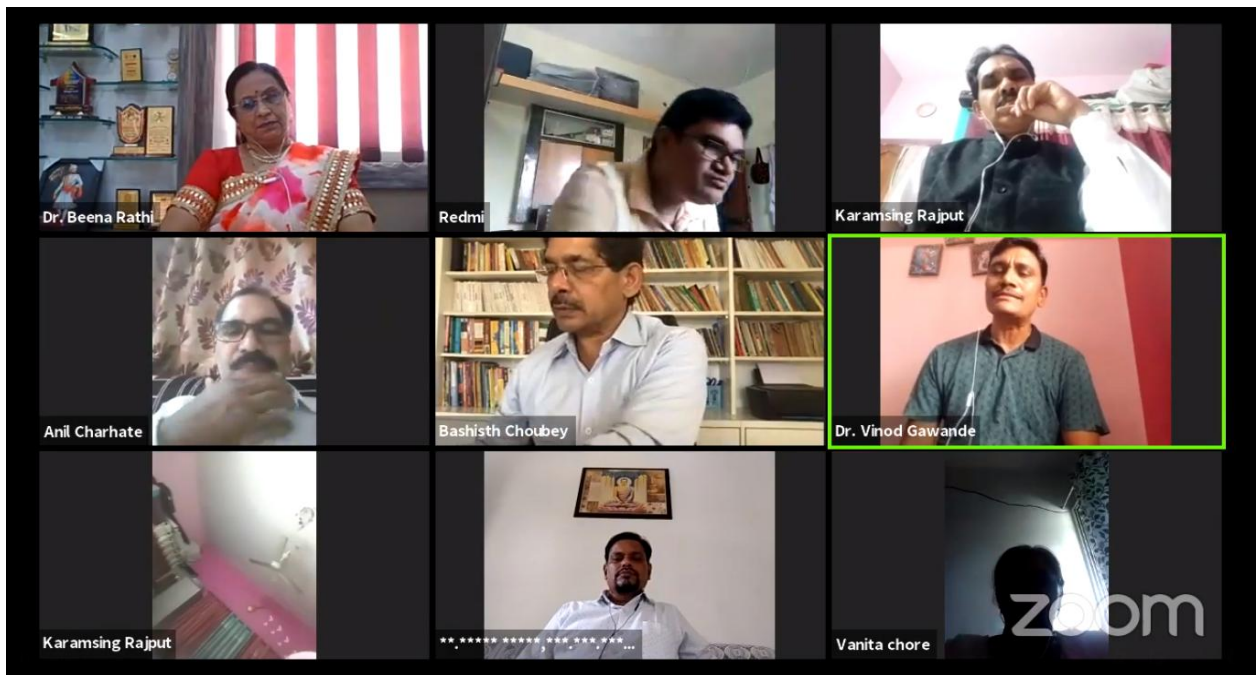 Dr. Beena Rathi
Redmi
Karamsing Rajput
Anil Charhate
Bashisth Choubey
Dr. Vinod Gawande
Karamsing Rajput
**.***** *****,***.***.*** ...
Vanita chore
zoom